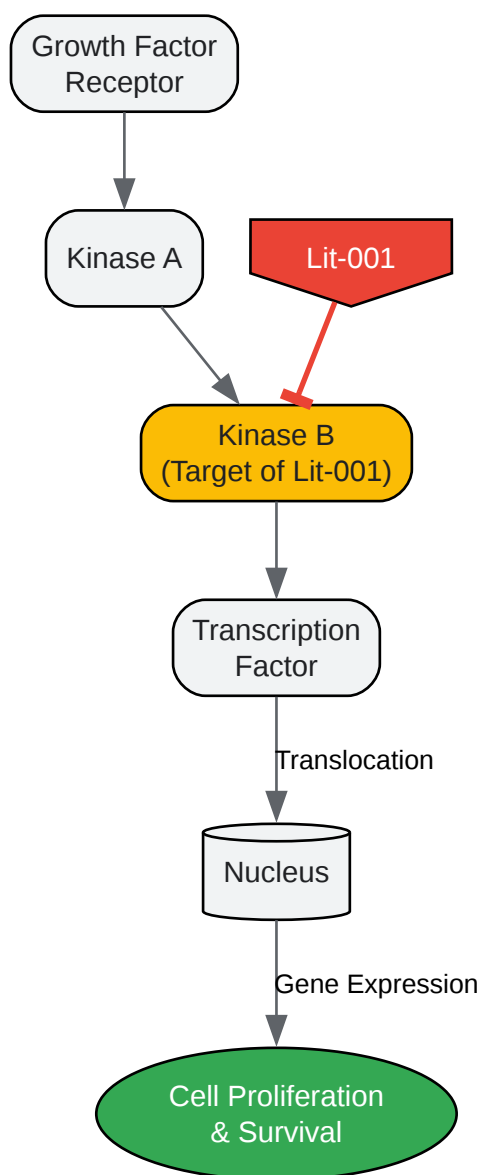 Growth Factor
Receptor
Kinase A
Lit-001
Kinase B
(Target of Lit-001)
Transcription
Factor
Translocation
Nucleus
Gene Expression
Cell Proliferation
& Survival